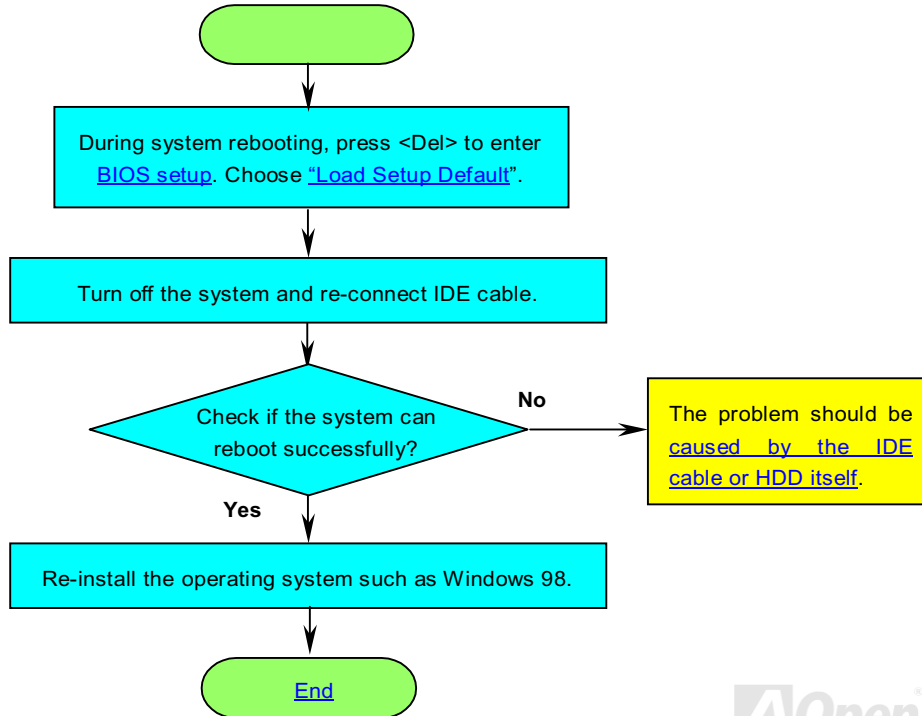 During system rebooting, press <Del> to enter
BIOS setup. Choose “Load Setup Default”.
Turn off the system and re-connect IDE cable.
Check if the system can
reboot successfully?
No
The problem should be
caused by the IDE
cable or HDD itself.
Yes
Re-install the operating system such as Windows 98.
End
AOpen